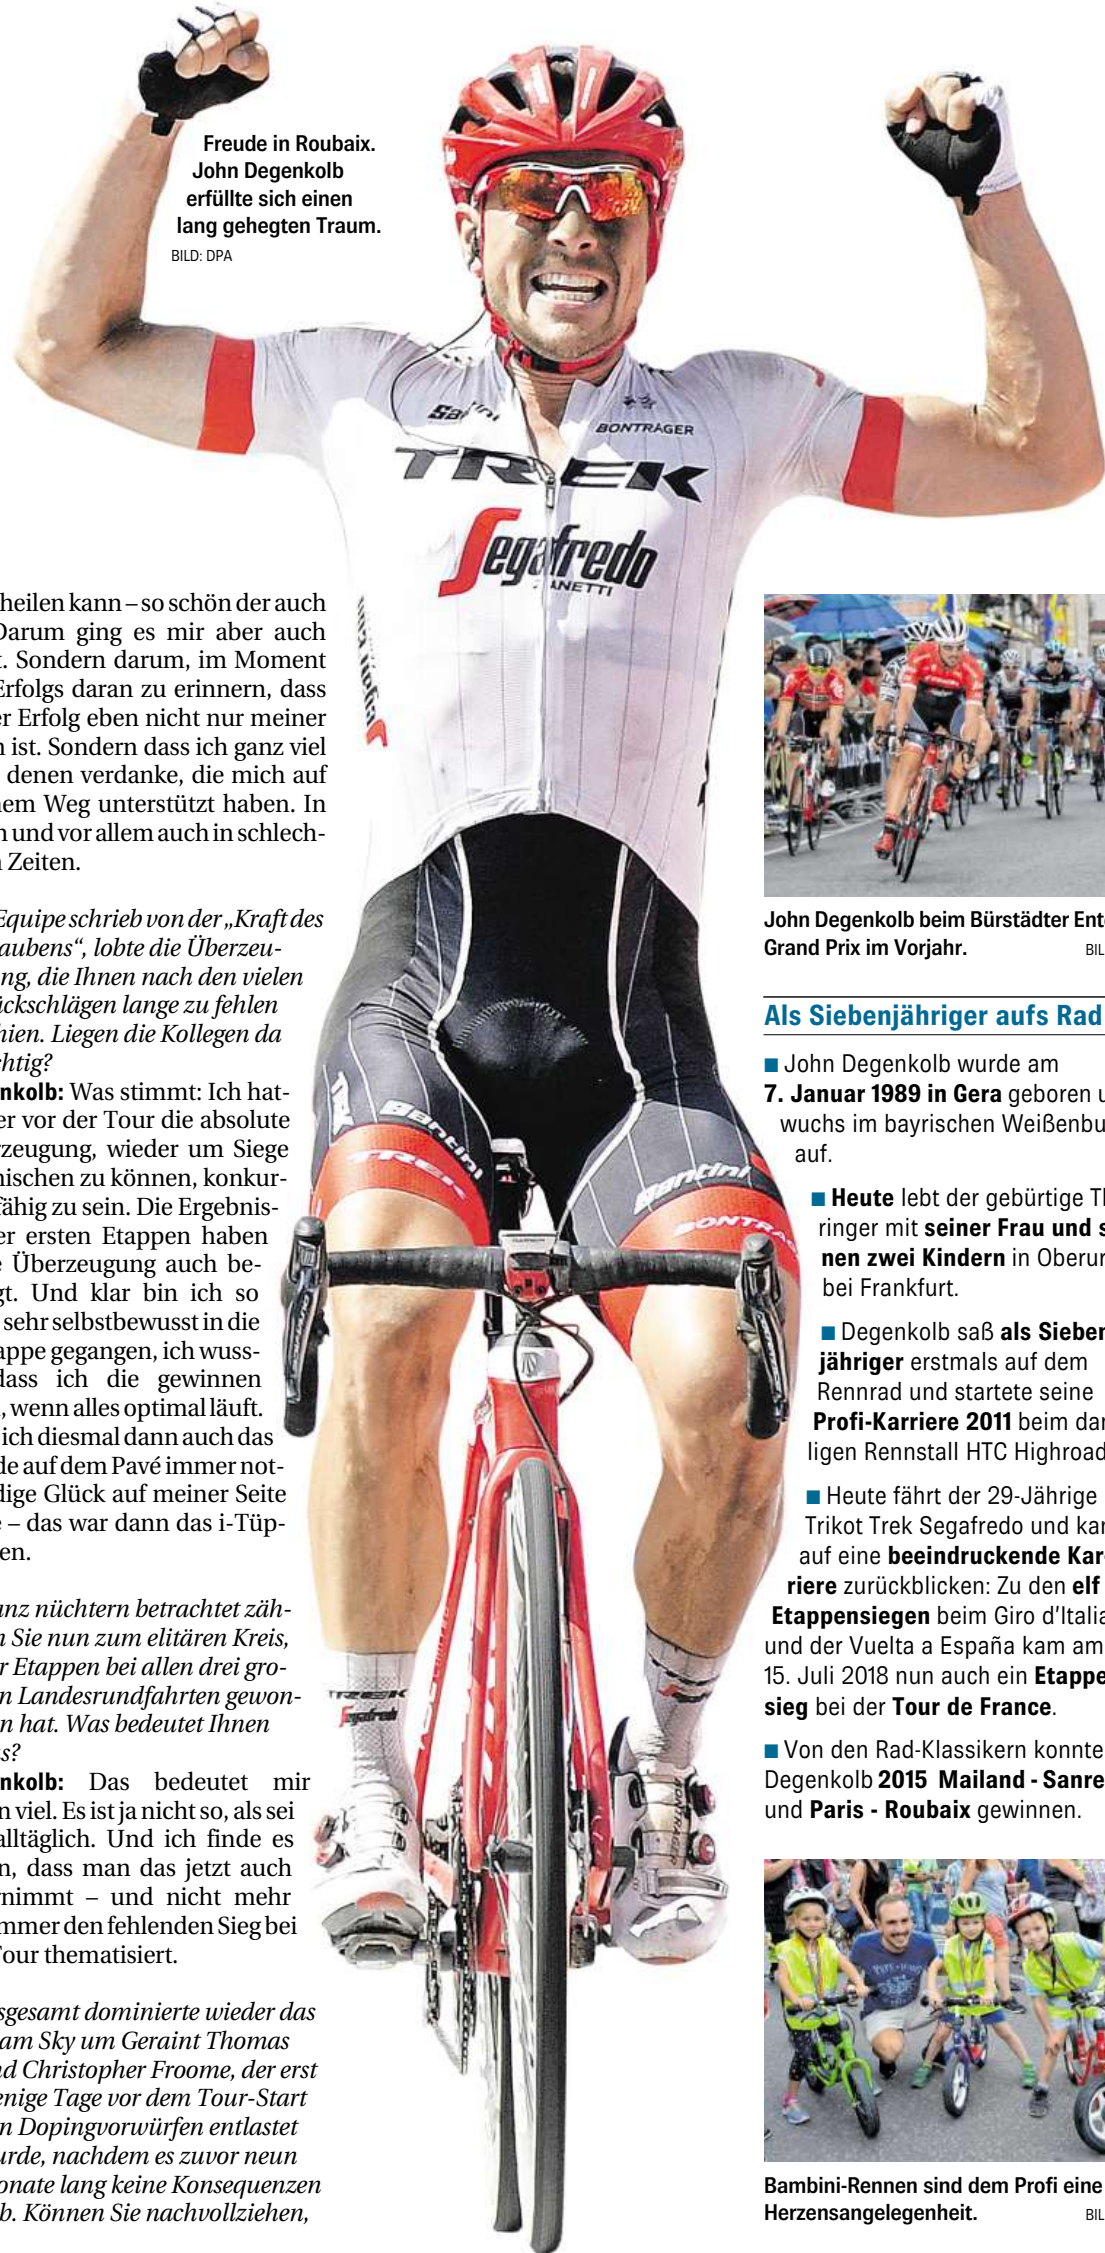 Freude in Roubaix.
John Degenkolb
erfüllte sich einen
lang gehegten Traum.
BILD: DPA
Santini
BONTRAGER
TREK
Segafredo
ZANETTI
heilen kann – so schön der auch
Darum ging es mir aber auch
t. Sondern darum, im Moment
Erfolgs daran zu erinnern, dass
er Erfolg eben nicht nur meiner
n ist. Sondern dass ich ganz viel
denen verdanke, die mich auf
nem Weg unterstützt haben. In
n und vor allem auch in schlech-
n Zeiten.
Equipe schrieb von der „Kraft des
laubens“, lobte die Überzeu-
ng, die Ihnen nach den vielen
ückschlägen lange zu fehlen
hien. Liegen die Kollegen da
chtig?
nkolb: Was stimmt: Ich hat-
er vor der Tour die absolute
rzeugung, wieder um Siege
mischen zu können, konkur-
fähig zu sein. Die Ergebnis-
er ersten Etappen haben
e Überzeugung auch be-
gt. Und klar bin ich so
sehr selbstbewusst in die
appe gegangen, ich wuss-
dass ich die gewinnen
, wenn alles optimal läuft.
ich diesmal dann auch das
de auf dem Pavé immer not-
dige Glück auf meiner Seite
e – das war dann das i-Tüp-
en.
anz nüchtern betrachtet zäh-
n Sie nun zum elitären Kreis,
r Etappen bei allen drei gro-
n Landesrundfahrten gewon-
n hat. Was bedeutet Ihnen
s?
nkolb: Das bedeutet mir
n viel. Es ist ja nicht so, als sei
alltäglich. Und ich finde es
n, dass man das jetzt auch
rnimmt – und nicht mehr
mmer den fehlenden Sieg bei
Tour thematisiert.
sgesamt dominierte wieder das
am Sky um Geraint Thomas
nd Christopher Froome, der erst
enige Tage vor dem Tour-Start
n Dopingvorwürfen entlastet
urde, nachdem es zuvor neun
onate lang keine Konsequenzen
b. Können Sie nachvollziehen,
Santini
TREK
Santini
BONTRAG
TREK
Segafredo
John Degenkolb beim Bürstädter Ente
Grand Prix im Vorjahr. BIL
Als Siebenjähriger aufs Rad
■ John Degenkolb wurde am
7. Januar 1989 in Gera geboren u
wuchs im bayrischen Weißenbu
auf.
■ Heute lebt der gebürtige Th
ringer mit seiner Frau und s
nen zwei Kindern in Oberur
bei Frankfurt.
■ Degenkolb saß als Sieben
jähriger erstmals auf dem
Rennrad und startete seine
Profi-Karriere 2011 beim dar
ligen Rennstall HTC Highroad
■ Heute fährt der 29-Jährige
Trikot Trek Segafredo und kan
auf eine beeindruckende Kar
riere zurückblicken: Zu den elf
Etappensiegen beim Giro d’Italia
und der Vuelta a España kam am
15. Juli 2018 nun auch ein Etappe
sieg bei der Tour de France.
■ Von den Rad-Klassikern konnte
Degenkolb 2015 Mailand - Sanre
und Paris - Roubaix gewinnen.
Bambini-Rennen sind dem Profi eine
Herzensangelegenheit. BIL